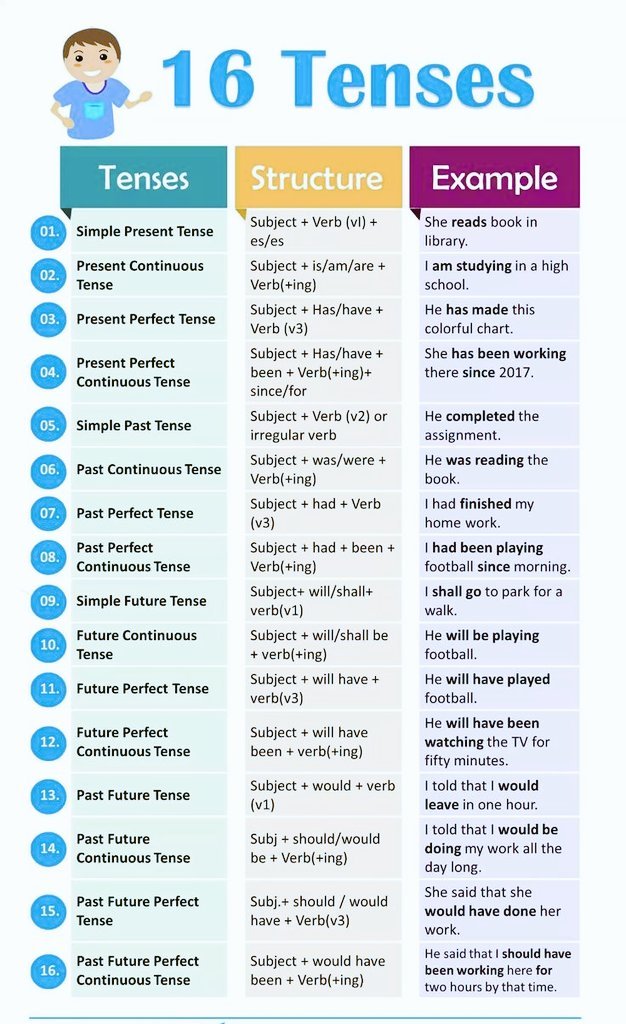 16 Tenses
Tenses Structure Example
01. Simple Present Tense
Subject + Verb (vI) +
es/es
She reads book in
library.
02. Present Continuous
Tense
Subject + is/am/are +
Verb(+ing)
I am studying in a high
school.
03. Present Perfect Tense
Subject + Has/have +
Verb (v3)
He has made this
colorful chart.
04. Present Perfect
Continuous Tense
Subject + Has/have +
been + Verb(+ing)+
since/for
She has been working
there since 2017.
05. Simple Past Tense
Subject + Verb (v2) or
irregular verb
He completed the
assignment.
06. Past Continuous Tense
Subject + was/were +
Verb(+ing)
He was reading the
book.
07. Past Perfect Tense
Subject + had + Verb
(v3)
I had finished my
home work.
08. Past Perfect
Continuous Tense
Subject + had + been +
Verb(+ing)
I had been playing
football since morning.
09. Simple Future Tense
Subject+ will/shall+
verb(v1)
I shall go to park for a
walk.
10. Future Continuous
Tense
Subject + will/shall be
+ verb(+ing)
He will be playing
football.
11. Future Perfect Tense
Subject + will have +
verb(v3)
He will have played
football.
12. Future Perfect
Continuous Tense
Subject + will have
been + verb(+ing)
He will have been
watching the TV for
fifty minutes.
13. Past Future Tense
Subject + would + verb
(v1)
I told that I would
leave in one hour.
14. Past Future
Continuous Tense
Subj + should/would
be + Verb(+ing)
I told that I would be
doing my work all the
day long.
15. Past Future Perfect
Tense
Subj.+ should / would
have + Verb(v3)
She said that she
would have done her
work.
16. Past Future Perfect
Continuous Tense
Subject + would have
been + Verb(+ing)
He said that I should have
been working here for
two hours by that time.